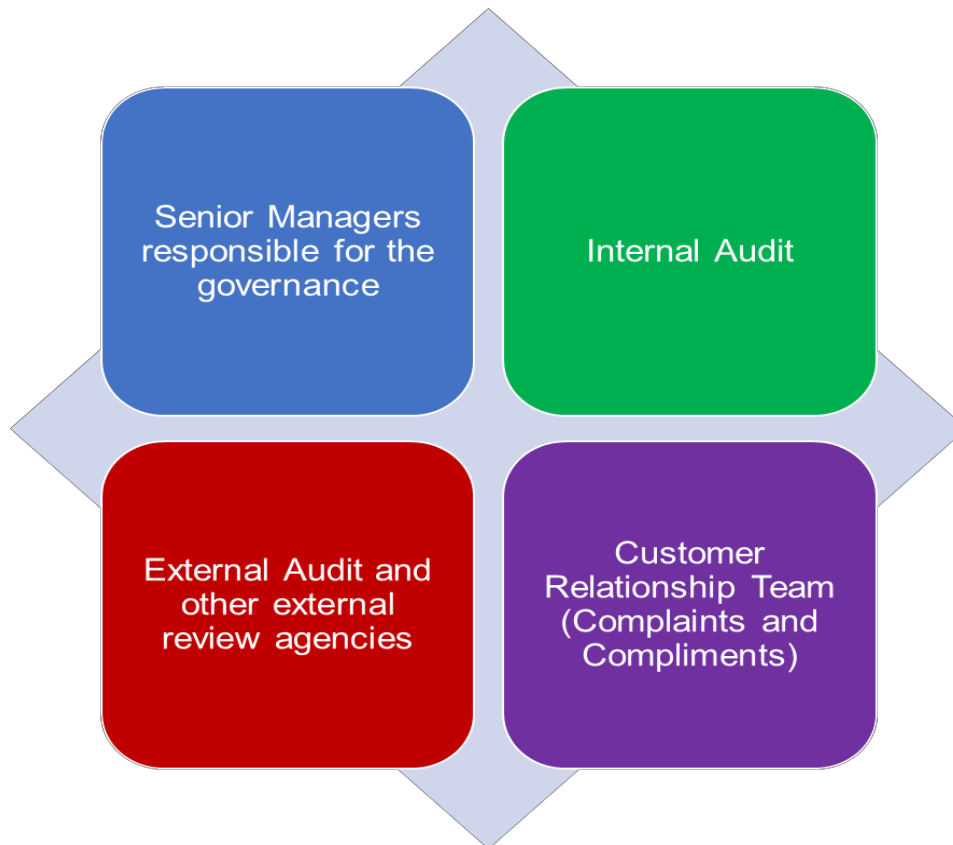 Senior Managers
responsible for the
governance
Internal Audit
External Audit and
other external
review agencies
Customer
Relationship Team
(Complaints and
Compliments)